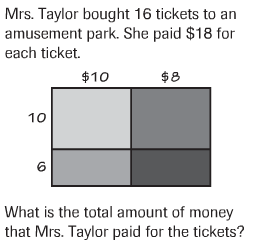 Mrs. Taylor bought 16 tickets to an
amusement park. She paid $18 for
each ticket.
$10 $8
10
6
What is the total amount of money
that Mrs. Taylor paid for the tickets?